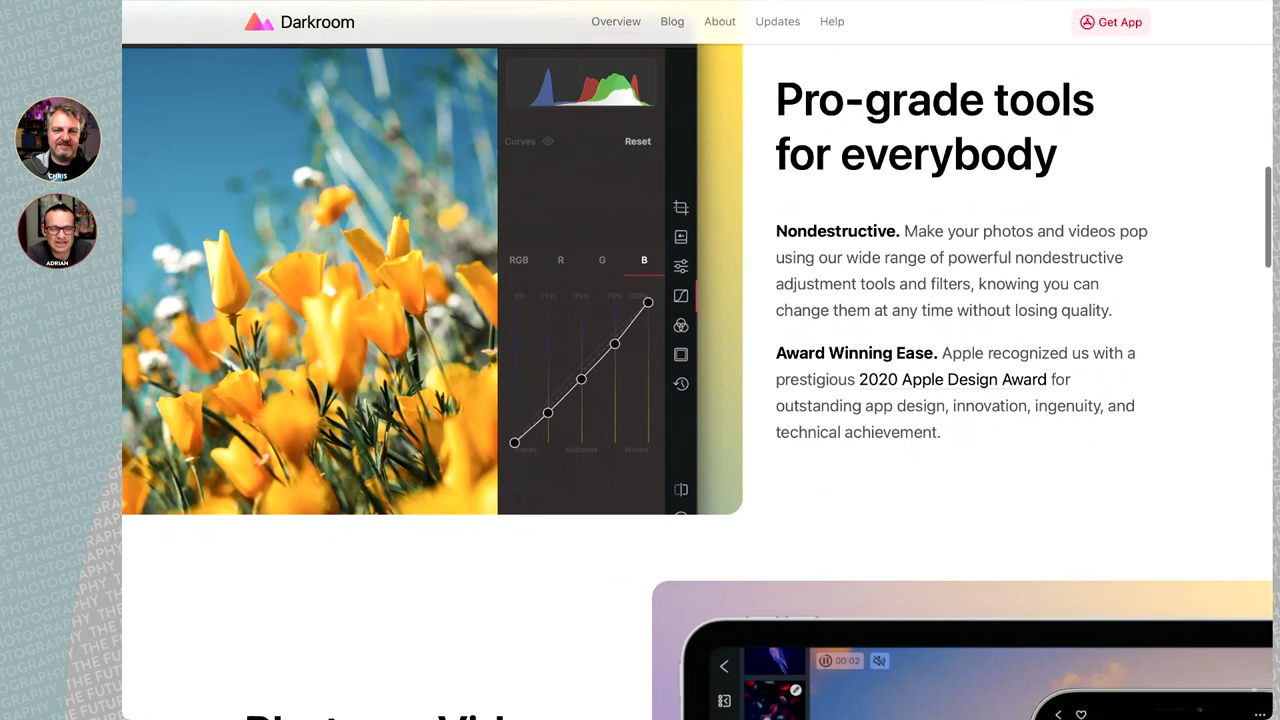 Darkroom
Overview
Blog
About
Updates
Help
Get App
CHRIS
ADRIAN
Curves
Reset
RGB
R
G
B
0%
Midtones
Whites
Pro-grade tools
for everybody
Nondestructive. Make your photos and videos pop
using our wide range of powerful nondestructive
adjustment tools and filters, knowing you can
change them at any time without losing quality.
Award Winning Ease. Apple recognized us with a
prestigious 2020 Apple Design Award for
outstanding app design, innovation, ingenuity, and
technical achievement.
00:02